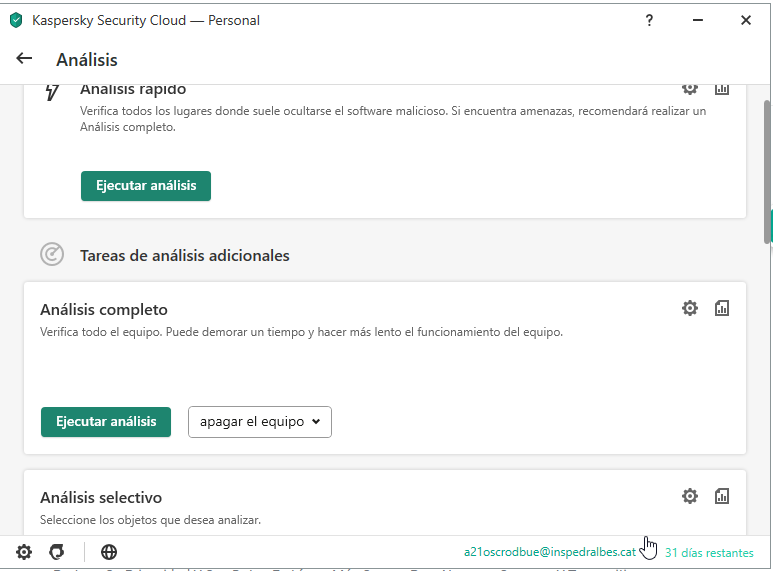 Kaspersky Security Cloud — Personal
?
Análisis
Análisis rápido
Verifica todos los lugares donde suele ocultarse el software malicioso. Si encuentra amenazas, recomendará realizar un
Análisis completo.
Ejecutar análisis
Tareas de análisis adicionales
Análisis completo
Verifica todo el equipo. Puede demorar un tiempo y hacer más lento el funcionamiento del equipo.
Ejecutar análisis
apagar el equipo
Análisis selectivo
Seleccione los objetos que desea analizar.
a21oscrodbue@inspedralbes.cat
31 días restantes